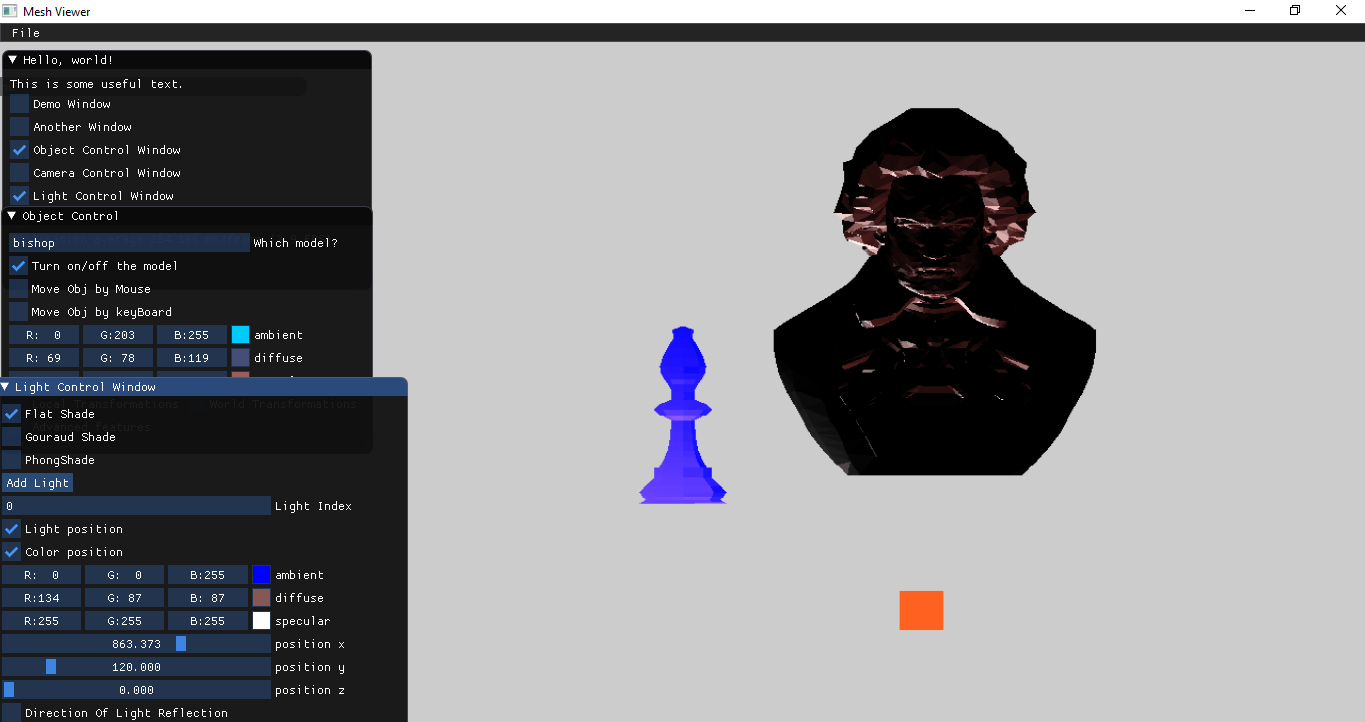 Mesh Viewer
File
Hello, world!
This is some useful text.
Demo Window
Another Window
Object Control Window
Camera Control Window
Light Control Window
Object Control
bishop Which model?
Turn on/off the model
Move Obj by Mouse
Move Obj by keyBoard
R: 0 G:203 B:255 ambient
R: 69 G: 78 B:119 diffuse
Light Control Window
Local Transformations World Transformations
Flat Shade
Advanced features
Gouraud Shade
PhongShade
Add Light
0 Light Index
Light position
Color position
R: 0 G: 0 B:255 ambient
R:134 G: 87 B: 87 diffuse
R:255 G:255 B:255 specular
863.373 position x
120.000 position y
0.000 position z
Direction Of Light Reflection